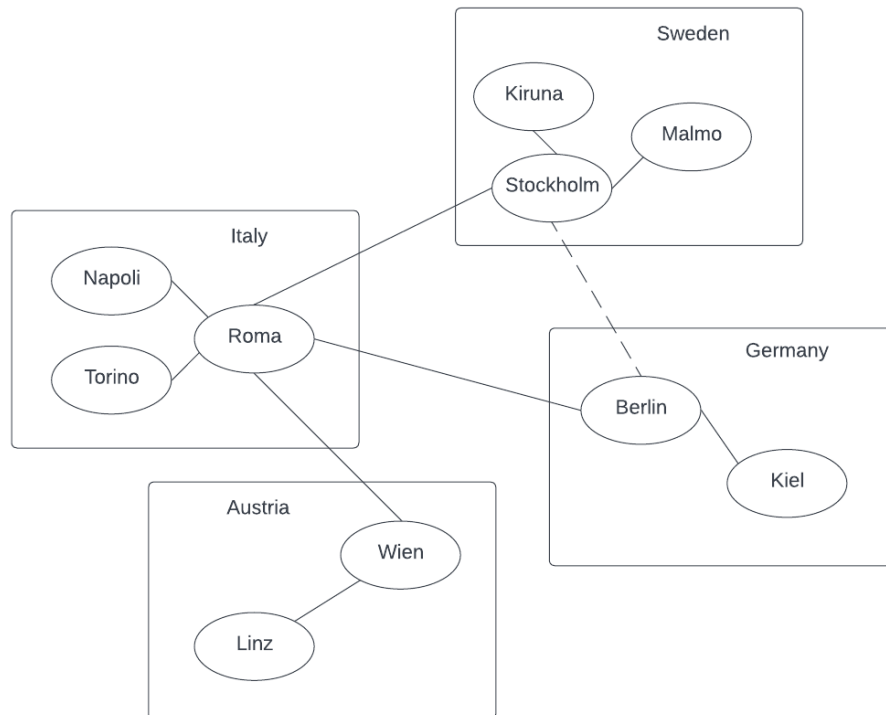 Sweden
Kiruna
Malmo
Stockholm
Italy
Napoli
Roma
Torino
Germany
Berlin
Kiel
Austria
Wien
Linz